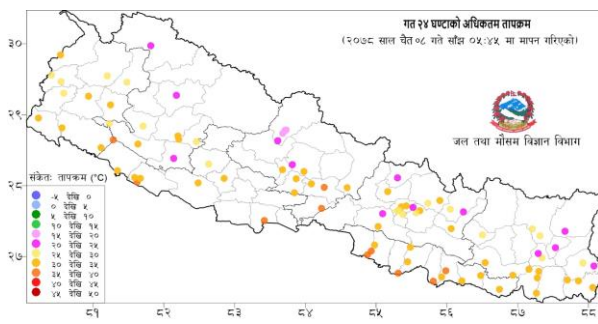 गत २४ घण्टाको अधिकतम तापक्रम
(२०७८ साल चैत ०८ गते साँझ ०५:४५ मा मापन गरिएको)
जल तथा मौसम विज्ञान विभाग
संकेतः तापक्रम (°C)
-५ देखि ०
० देखि ५
५ देखि १०
१० देखि १५
१५ देखि २०
२० देखि २५
२५ देखि ३०
३० देखि ३५
३५ देखि ४०
४० देखि ४५
४५ देखि ५०
३०
२९
२८
२७
८१ ८२ ८३ ८४ ८५ ८६ ८७ ८८